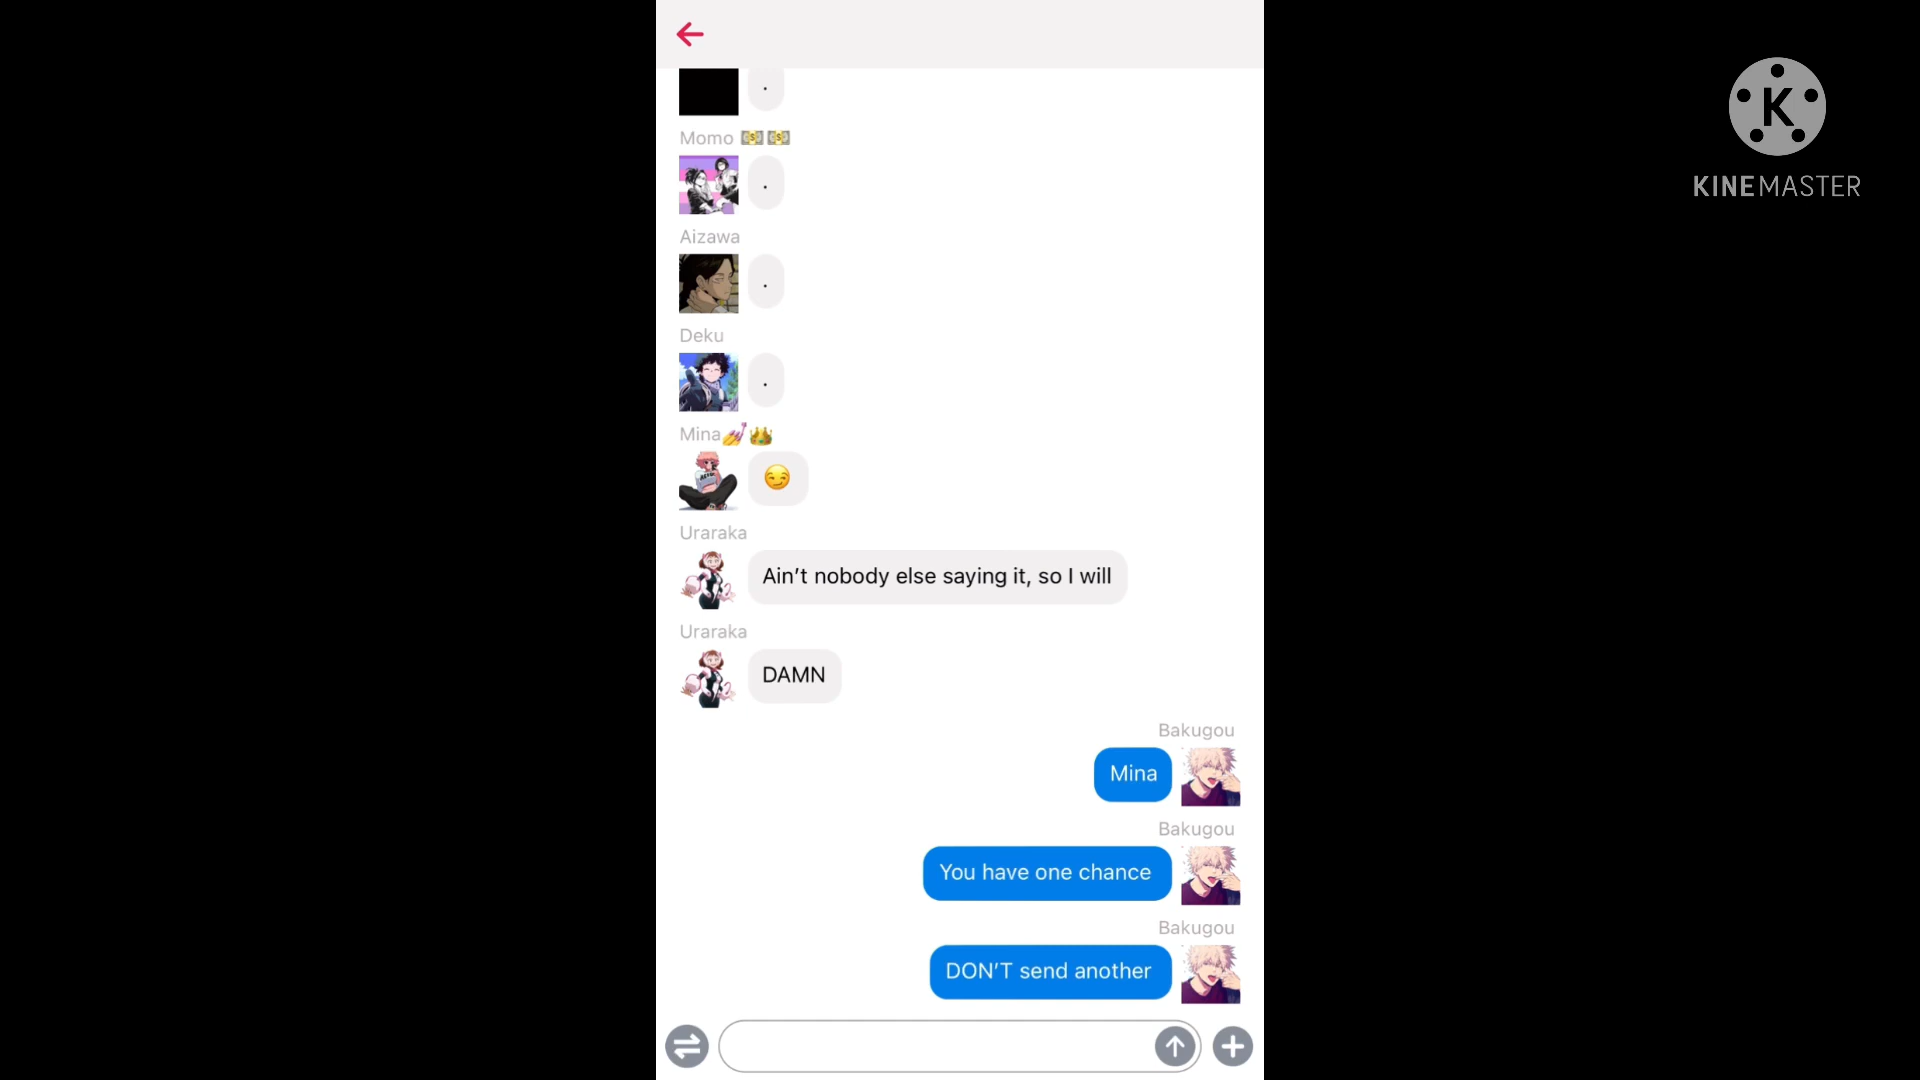 .
Momo 💵💵
.
Aizawa
.
Deku
.
Mina💅👑
😏
Uraraka
Ain’t nobody else saying it, so I will
Uraraka
DAMN
Bakugou
Mina
Bakugou
You have one chance
Bakugou
DON’T send another
K
KINEMASTER